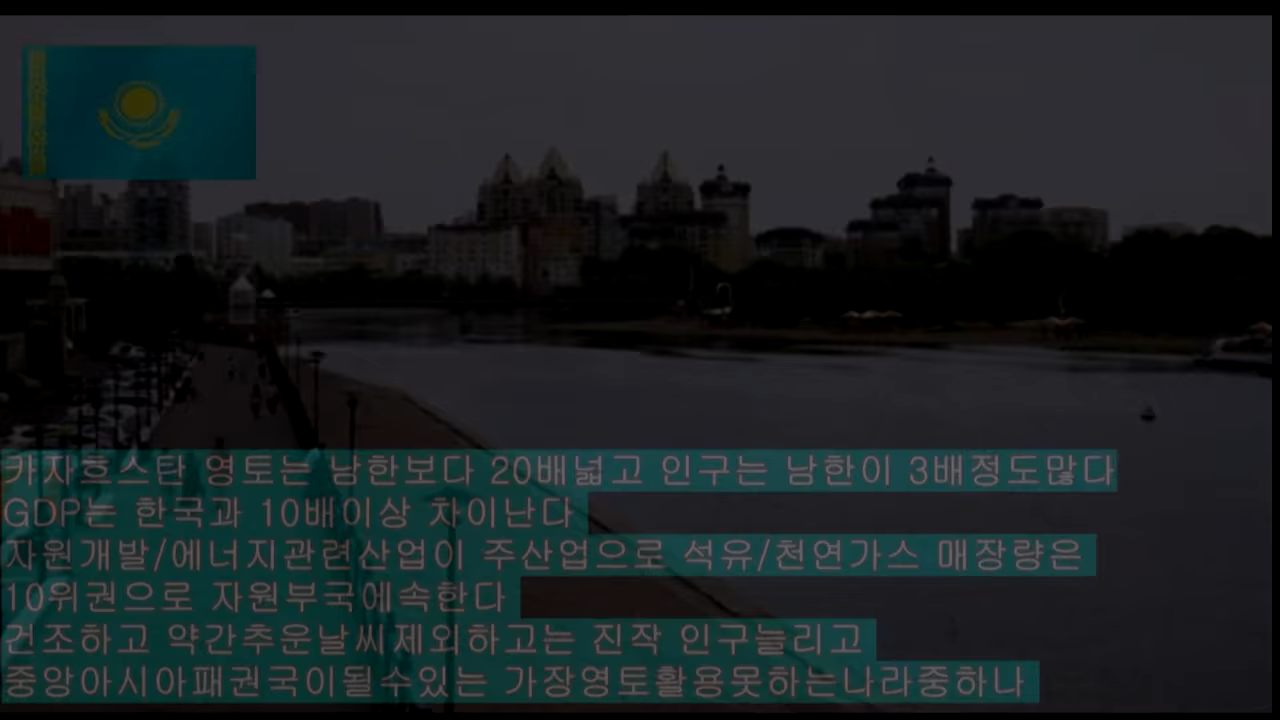 카자흐스탄 영토는 남한보다 20배넓고 인구는 남한이 3배정도많다
GDP는 한국과 10배이상 차이난다
자원개발/에너지관련산업이 주산업으로 석유/천연가스 매장량은
10위권으로 자원부국에속한다
건조하고 약간추운날씨제외하고는 진작 인구늘리고
중앙아시아패권국이될수있는 가장영토활용못하는나라중하나